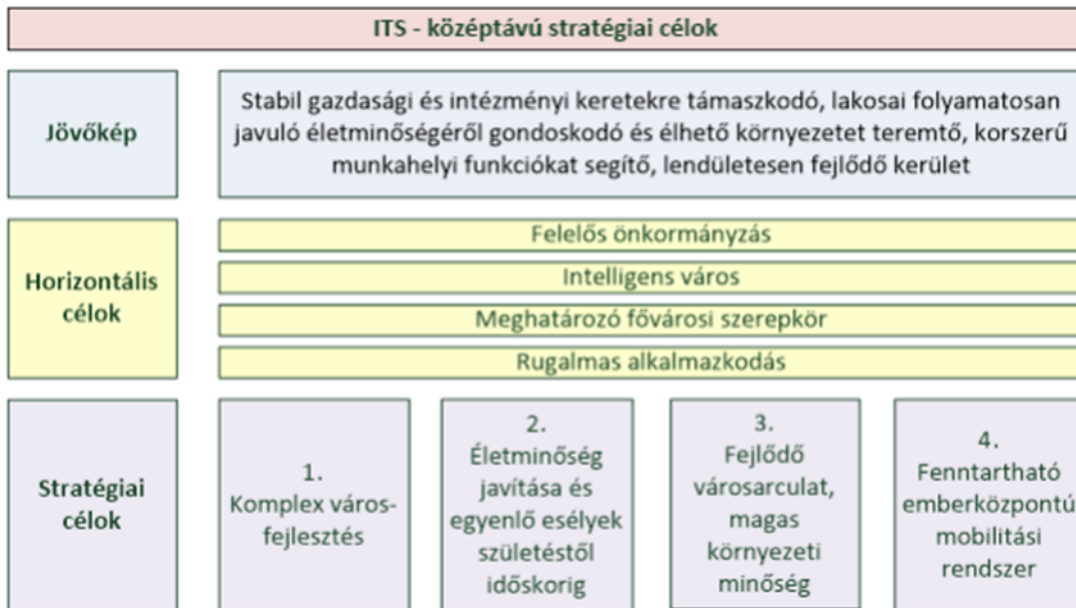 ITS - középtávú stratégiai célok
Jövőkép
Stabil gazdasági és intézményi keretekre támaszkodó, lakosai folyamatosan
javuló életminőségéről gondoskodó és élhető környezetet teremtő, korszerű
munkahelyi funkciókat segítő, lendületesen fejlődő kerület
Horizontális
célok
Felelős önkormányzás
Intelligens város
Meghatározó fővárosi szerepkör
Rugalmas alkalmazkodás
Stratégiai
célok
1.
Komplex város-
fejlesztés
2.
Életminőség
javítása és
egyenlő esélyek
születéstől
időskorig
3.
Fejlődő
városarculat,
magas
környezeti
minőség
4.
Fenntartható
emberközpontú
mobilitási
rendszer